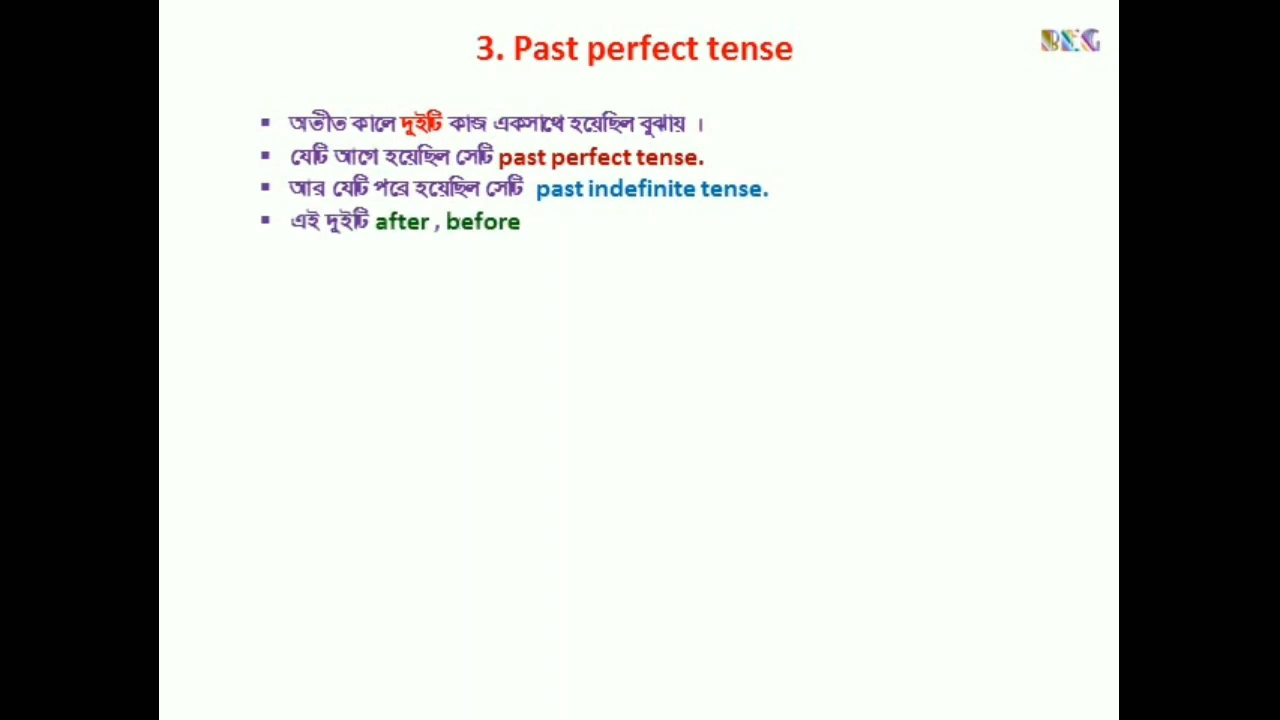 3. Past perfect tense
BEG
▪ অতীত কালে দুইটি কাজ একসাথে হয়েছিল বুঝায় ।
▪ যেটি আগে হয়েছিল সেটি past perfect tense.
▪ আর যেটি পরে হয়েছিল সেটি past indefinite tense.
▪ এই দুইটি after , before